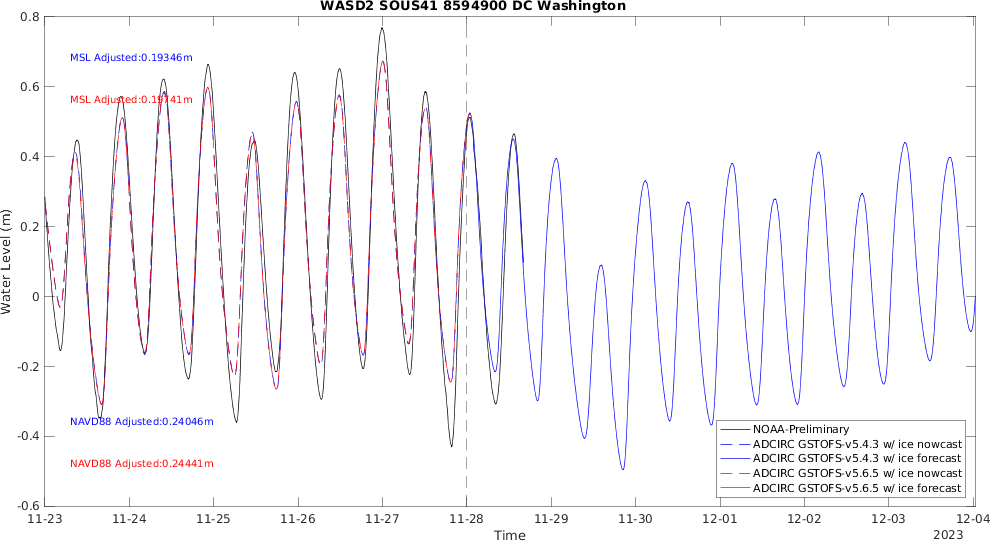 WASD2 SOUS41 8594900 DC Washington
0.8
0.6
0.4
0.2
0
-0.2
-0.4
-0.6
Water Level (m)
MSL Adjusted:0.19346m
MSL Adjusted:0.19741m
NAVD88 Adjusted:0.24046m
NAVD88 Adjusted:0.24441m
NOAA-Preliminary
ADCIRC GSTOFS-v5.4.3 w/ ice nowcast
ADCIRC GSTOFS-v5.4.3 w/ ice forecast
ADCIRC GSTOFS-v5.6.5 w/ ice nowcast
ADCIRC GSTOFS-v5.6.5 w/ ice forecast
11-23 11-24 11-25 11-26 11-27 11-28 11-29 11-30 12-01 12-02 12-03 12-04
Time
2023